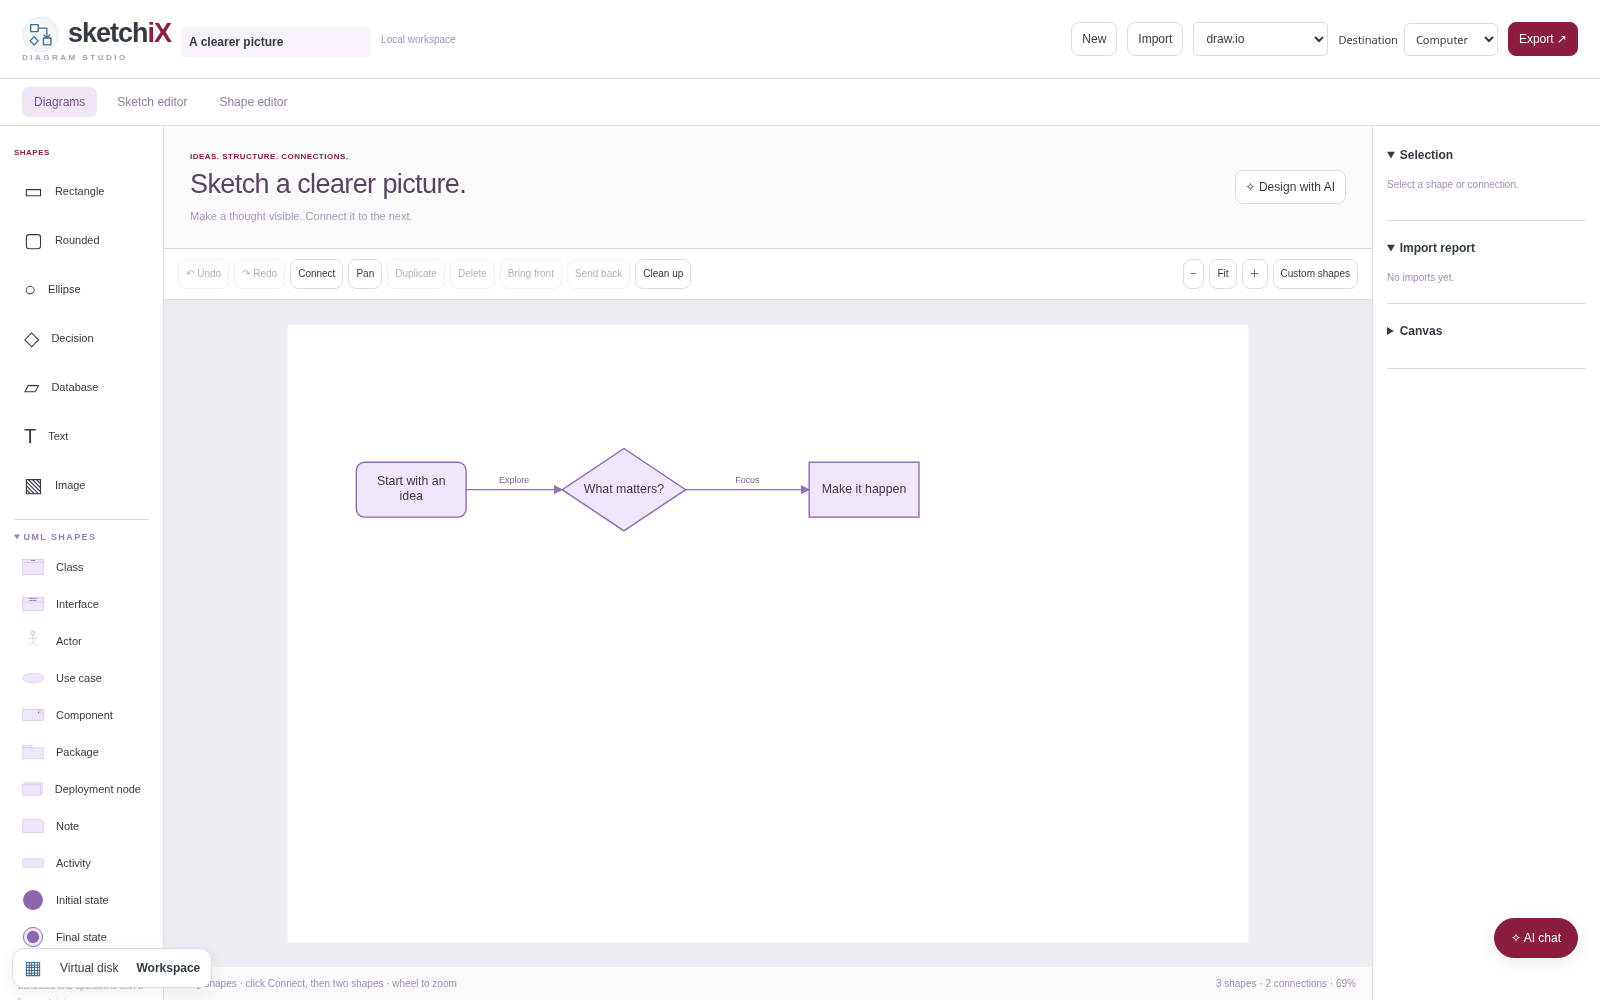 sketchiX
DIAGRAM STUDIO
A clearer picture
Local workspace
New
Import
draw.io
Destination
Computer
Export ↗
Diagrams
Sketch editor
Shape editor
SHAPES
Rectangle
Rounded
Ellipse
Decision
Database
T Text
Image
▾ UML SHAPES
Class
Interface
Actor
Use case
Component
Package
Deployment node
Note
Activity
Initial state
Final state
Virtual disk
Workspace
IDEAS. STRUCTURE. CONNECTIONS.
Sketch a clearer picture.
Make a thought visible. Connect it to the next.
✧ Design with AI
↶ Undo
↷ Redo
Connect
Pan
Duplicate
Delete
Bring front
Send back
Clean up
−
Fit
+
Custom shapes
Start with an
idea
Explore
What matters?
Focus
Make it happen
shapes · click Connect, then two shapes · wheel to zoom
3 shapes · 2 connections · 69%
▼ Selection
Select a shape or connection.
▼ Import report
No imports yet.
▶ Canvas
✧ AI chat